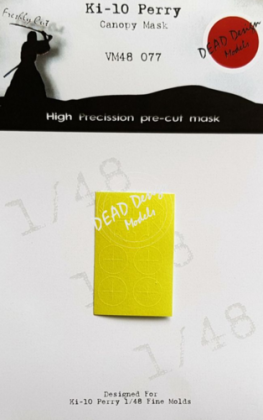 Ki-10 Perry
Canopy Mask
Freshly Cut
VM48 077
DEAD Design
Models
High Precission pre-cut mask
1/48
DEAD Design
Models
1/48
1/48
Designed For
Ki-10 Perry 1/48 Fine Molds